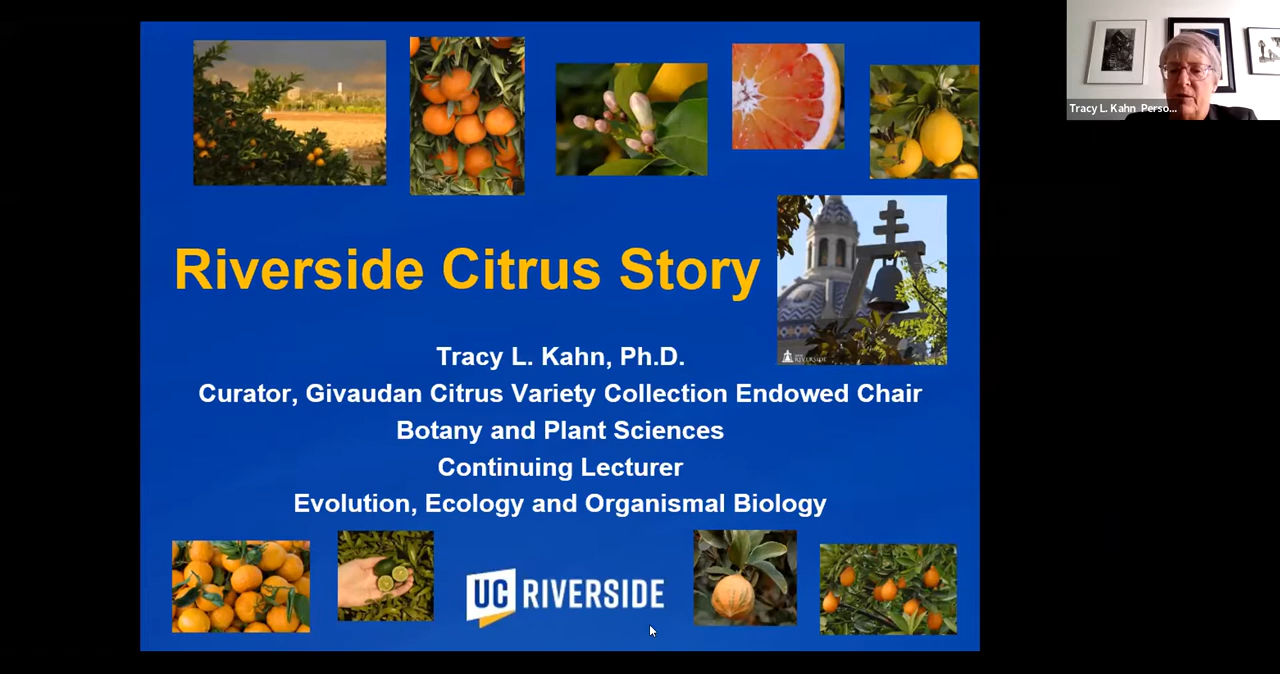 Tracy L. Kahn Perso...
Riverside Citrus Story
RIVERSIDE
Tracy L. Kahn, Ph.D.
Curator, Givaudan Citrus Variety Collection Endowed Chair
Botany and Plant Sciences
Continuing Lecturer
Evolution, Ecology and Organismal Biology
UC RIVERSIDE